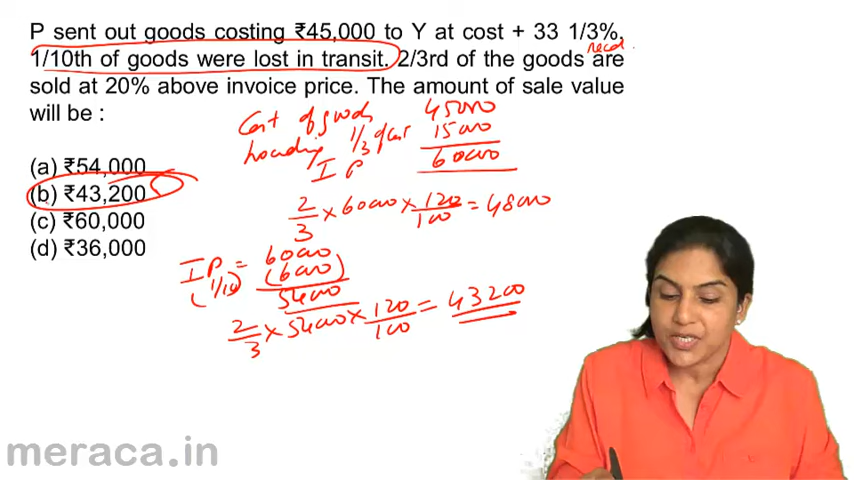 P sent out goods costing ₹45,000 to Y at cost + 33 1/3%,
1/10th of goods were lost in transit. 2/3rd of the goods are
recd
sold at 20% above invoice price. The amount of sale value
will be :
Cost of goods 45000
Loading 1/3 of cost 15000
I P 60000
(a) ₹54,000
(b) ₹43,200
(c) ₹60,000
(d) ₹36,000
2/3 × 60000 × 120/100 = 48000
IP = 60000
(1/10) (6000)
54000
2/3 × 54000 × 120/100 = 43200
meraca.in